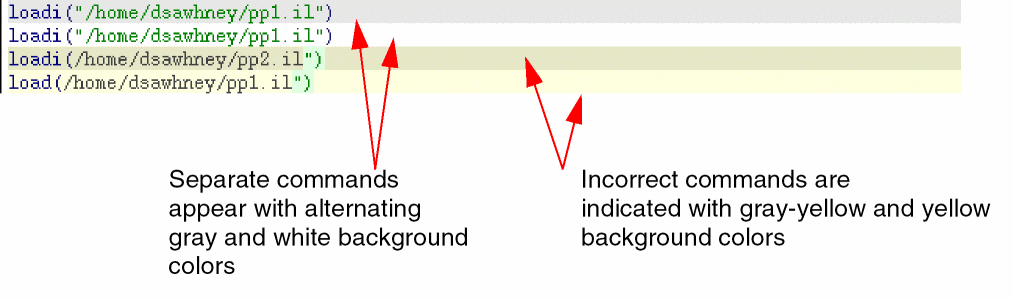 loadi("/home/dsawhney/pp1.il")
loadi("/home/dsawhney/pp1.il")
loadi(/home/dsawhney/pp2.il")
load(/home/dsawhney/pp1.il")
Separate commands
appear with alternating
gray and white background
colors
Incorrect commands are
indicated with gray-yellow and yellow
background colors